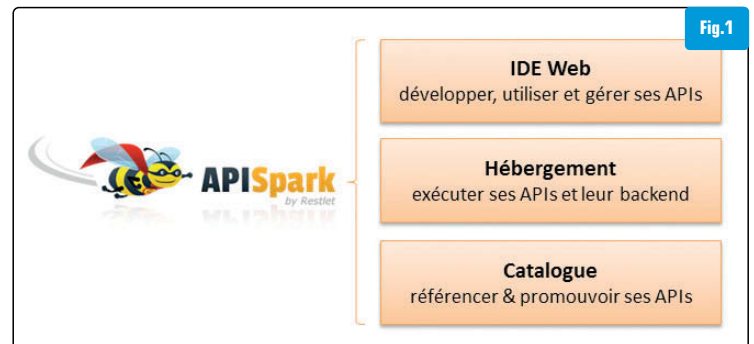 Fig.1
IDE Web
développer, utiliser et gérer ses APIs
APISpark
by Restlet
Hébergement
exécuter ses APIs et leur backend
Catalogue
référencer & promouvoir ses APIs